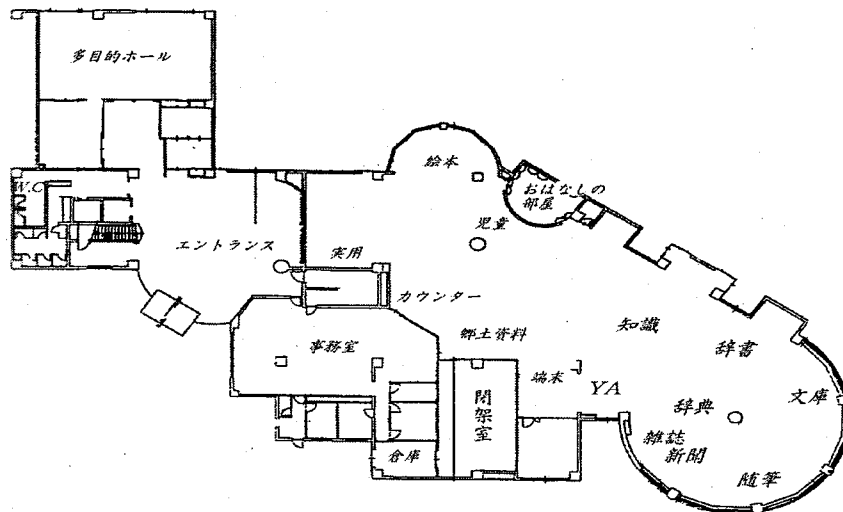 多目的ホール
絵本
W.C
おはなしの
部屋
児童
エントランス
実用
カウンター
郷土資料
知識
事務室
辞書
端末
YA
閉架室
文庫
辞典
雑誌
新聞
倉庫
随筆